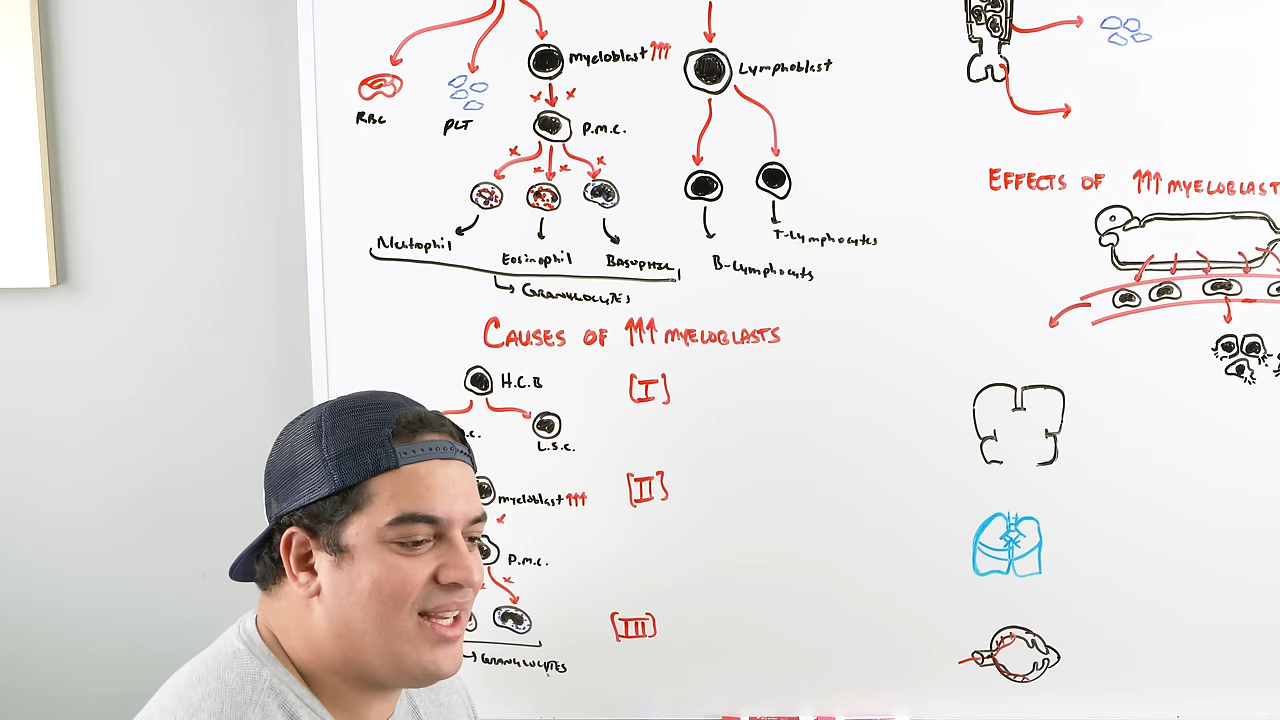 myeloblast ↑↑↑
Lymphoblast
RBC
PLT
P.M.C.
Neutrophil
Eosinophil
BASOPHIL
T-Lymphocytes
B-Lymphocyts
↳ GRANULOCYTES
EFFECTS OF ↑↑↑ MYELOBLAST
CAUSES OF ↑↑↑ MYELOBLASTS
H.C.B
[I]
.c.
L.S.C.
myeloblast ↑↑↑
[II]
P.M.C.
[III]
→ GRANULOCYTES